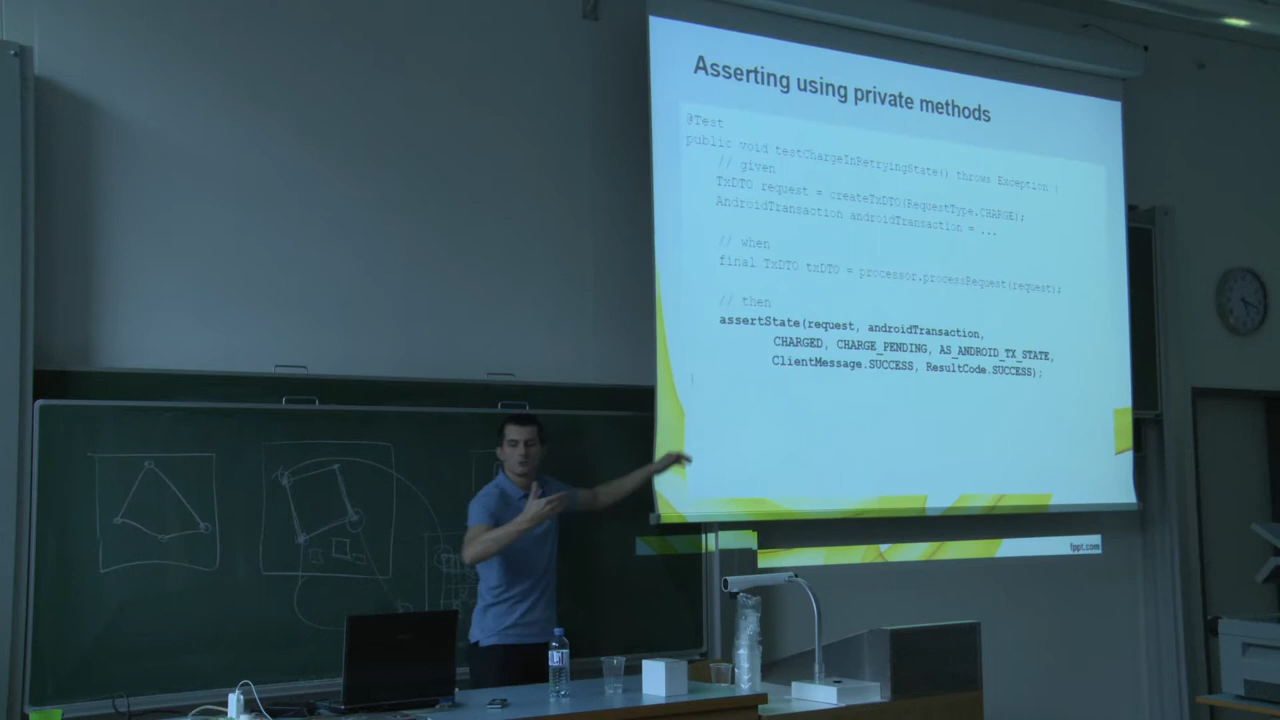 Asserting using private methods
@Test
public void testChargeInRetryingState() throws Exception {
// given
TxDTO request = createTxDTO(RequestType.CHARGE);
AndroidTransaction androidTransaction = ...
// when
final TxDTO txDTO = processor.processRequest(request);
// then
assertState(request, androidTransaction,
CHARGED, CHARGE_PENDING, AS_ANDROID_TX_STATE,
ClientMessage.SUCCESS, ResultCode.SUCCESS);
fppt.com